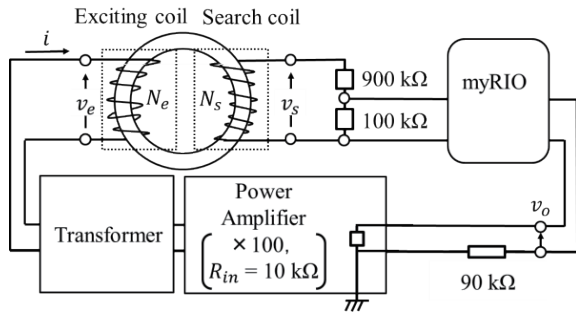 Exciting coil Search coil
i
v_e
N_e
N_s
v_s
900 kΩ
100 kΩ
myRIO
Transformer
Power
Amplifier
× 100,
R_in = 10 kΩ
v_o
90 kΩ